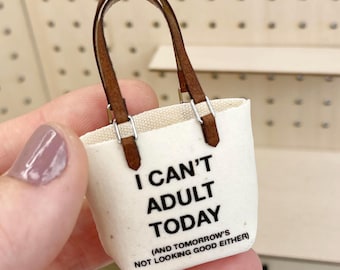 I CAN'T
ADULT
TODAY
(AND TOMORROW'S
NOT LOOKING GOOD EITHER)